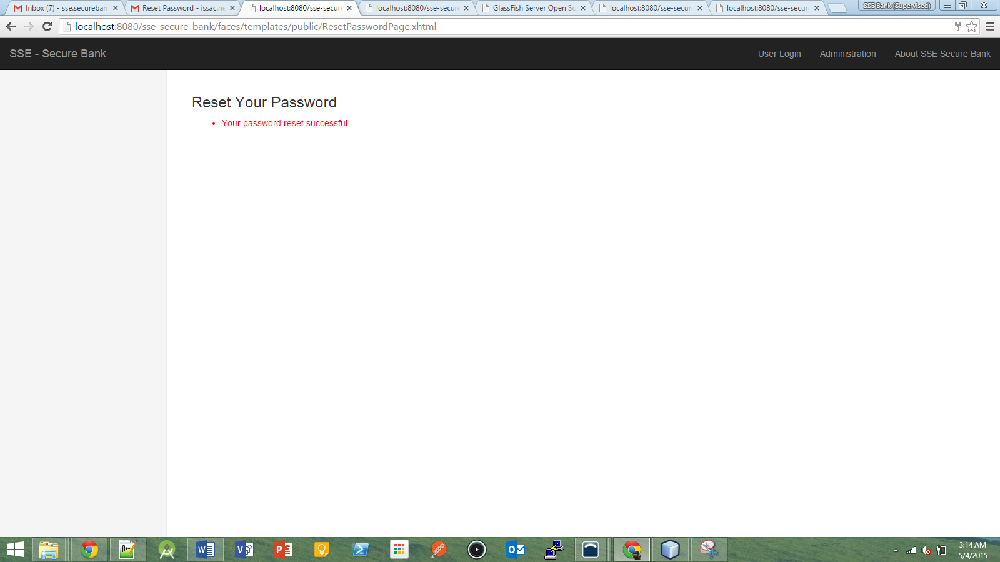 Inbox (7) - sse.secureban
Reset Password - issac.ne
localhost:8080/sse-secur
localhost:8080/sse-secur
GlassFish Server Open Sc
localhost:8080/sse-secur
localhost:8080/sse-secur
SSE Bank (Supervised)
localhost:8080/sse-secure-bank/faces/templates/public/ResetPasswordPage.xhtml
SSE - Secure Bank
User Login
Administration
About SSE Secure Bank
Reset Your Password
• Your password reset successful
3:14 AM
5/4/2015